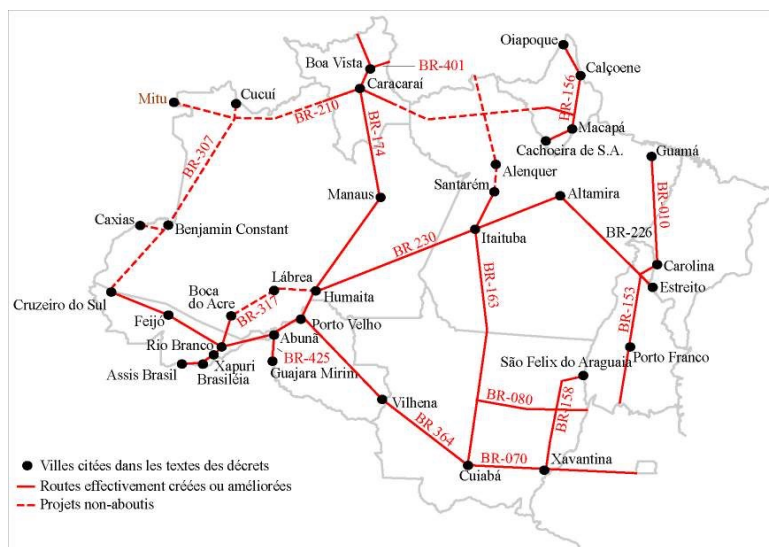 Oiapoque
Boa Vista
BR-401
Calçoene
Cucuí
Caracaraí
Mitu
BR-210
BR-156
Macapá
Cachoeira de S.A.
Guamá
BR-307
BR-174
Alenquer
Santarém
Manaus
Altamira
BR-010
Caxias
Benjamin Constant
Itaituba
BR-226
BR 230
Carolina
Lábrea
Estreito
Boca
do Acre
Humaita
BR-163
BR-153
Cruzeiro do Sul
BR-317
Feijó
Porto Velho
Abunã
Rio Branco
BR-425
São Felix do Araguaia
Porto Franco
Xapuri
Assis Brasil
Brasiléia
Guajara Mirim
BR-080
BR-158
Vilhena
BR 364
BR-070
Xavantina
Cuiabá
Villes citées dans les textes des décrets
Routes effectivement créées ou améliorées
Projets non-aboutis